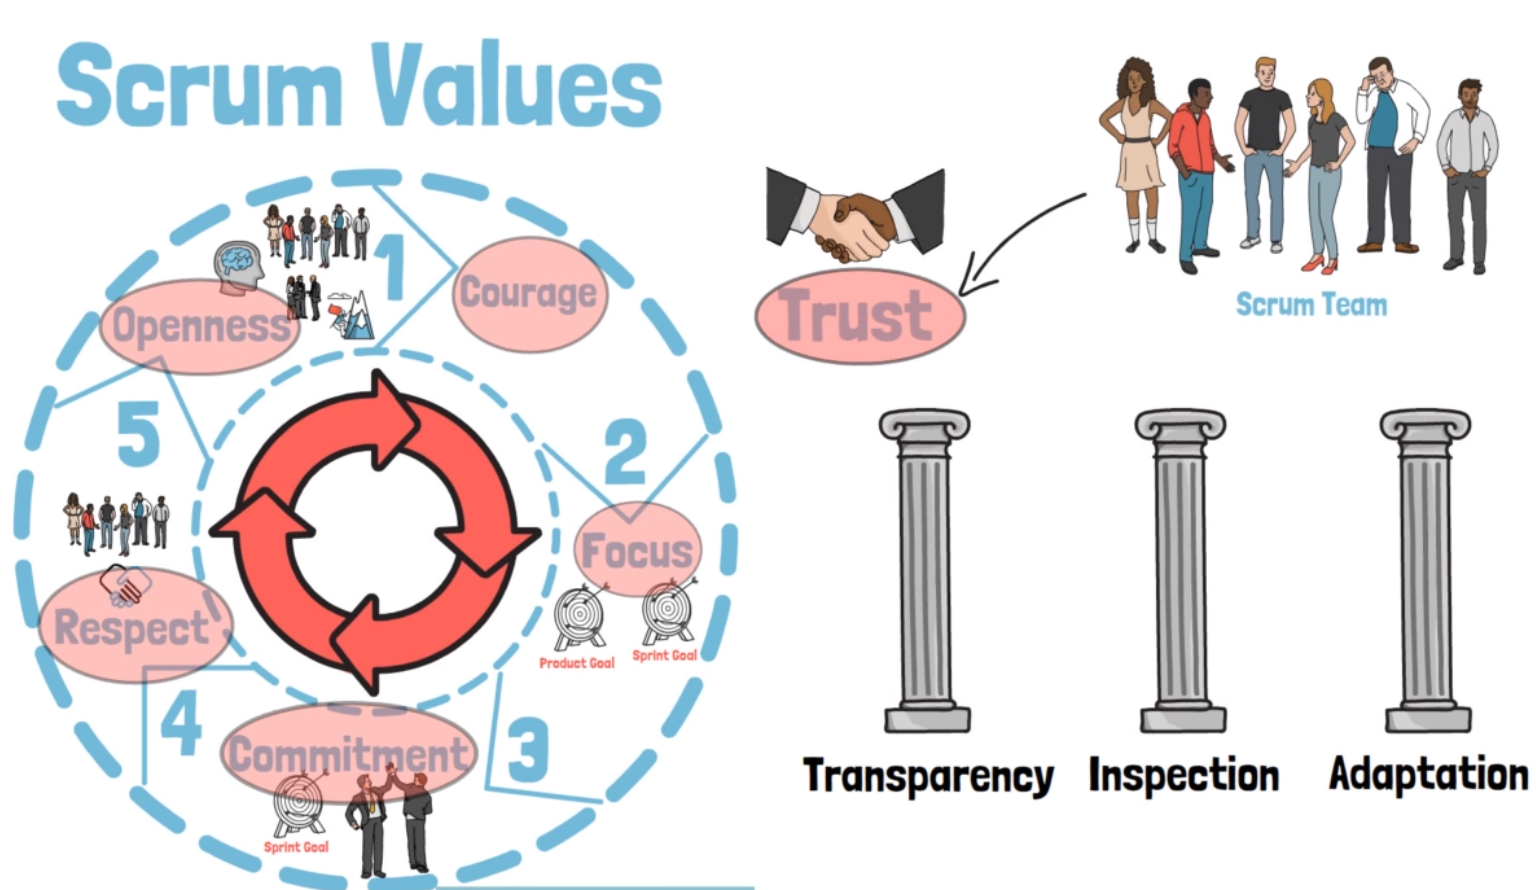 Scrum Values
1
Courage
Openness
5
2
Focus
Product Goal
Sprint Goal
Respect
4
Commitment
3
Sprint Goal
Trust
Scrum Team
Transparency
Inspection
Adaptation